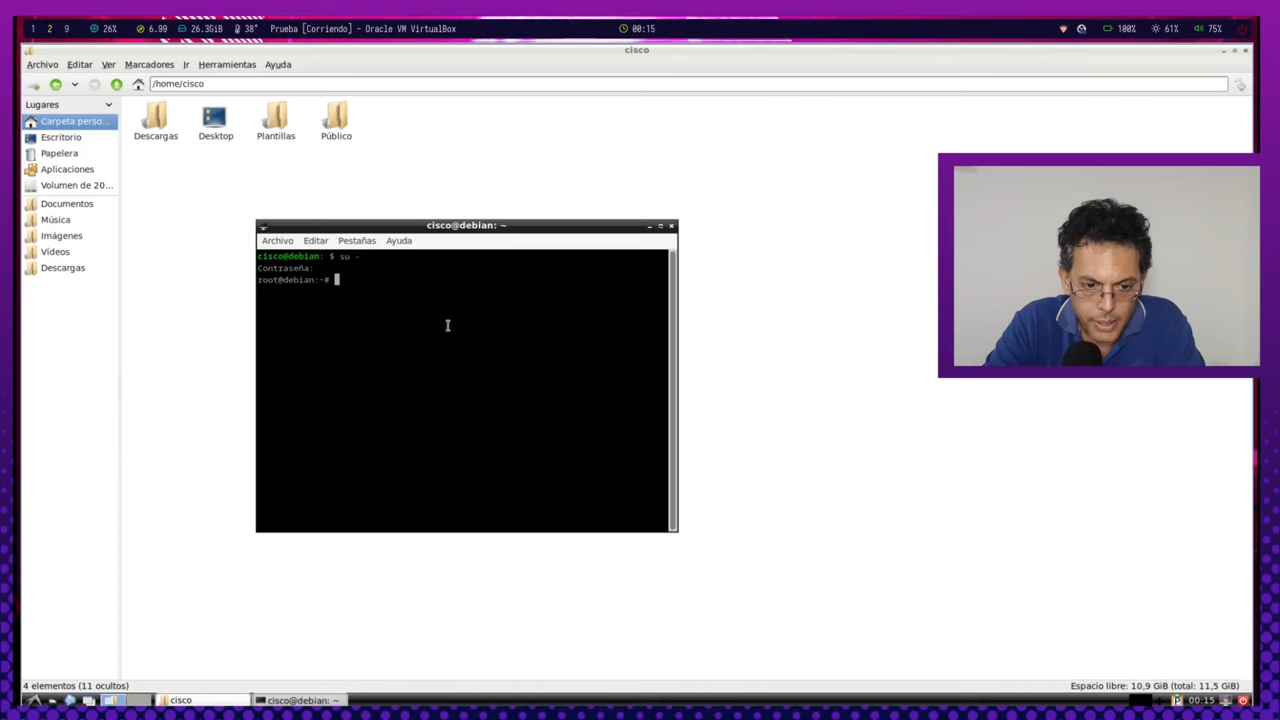 1 2 9 26% 6.99 26.3GiB 38° Prueba [Corriendo] - Oracle VM VirtualBox 00:15 100% 61% 75%
cisco
Archivo Editar Ver Marcadores Ir Herramientas Ayuda
/home/cisco
Lugares
Carpeta perso...
Escritorio
Papelera
Aplicaciones
Volumen de 20...
Documentos
Música
Imágenes
Vídeos
Descargas
Descargas Desktop Plantillas Público
cisco@debian: ~
Archivo Editar Pestañas Ayuda
cisco@debian: $ su -
Contraseña:
root@debian:~#
4 elementos (11 ocultos) Espacio libre: 10,9 GiB (total: 11,5 GiB)
cisco cisco@debian: ~ 00:15